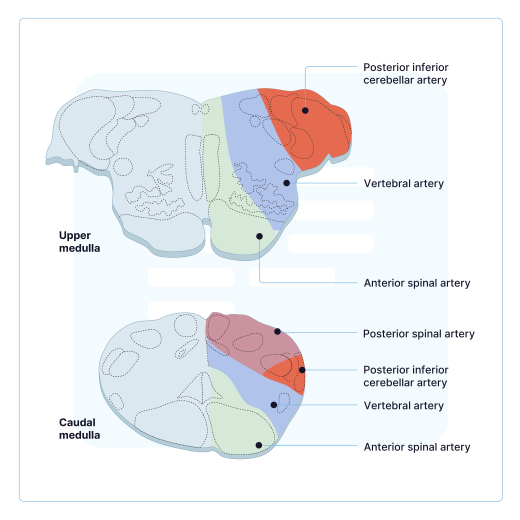 Posterior inferior
cerebellar artery
Vertebral artery
Upper
medulla
Anterior spinal artery
Posterior spinal artery
Posterior inferior
cerebellar artery
Vertebral artery
Caudal
medulla
Anterior spinal artery